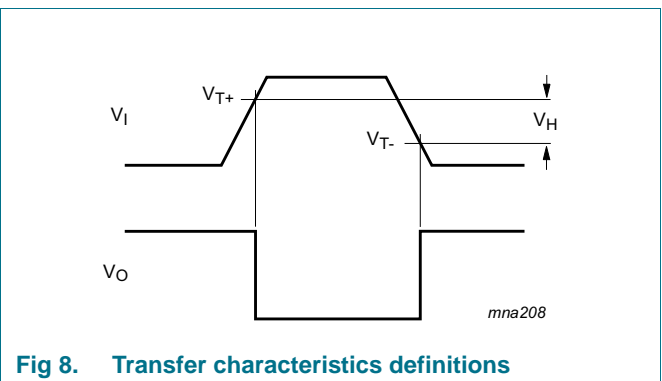 VT+
VI
VH
VT-
VO
mna208
Fig 8. Transfer characteristics definitions